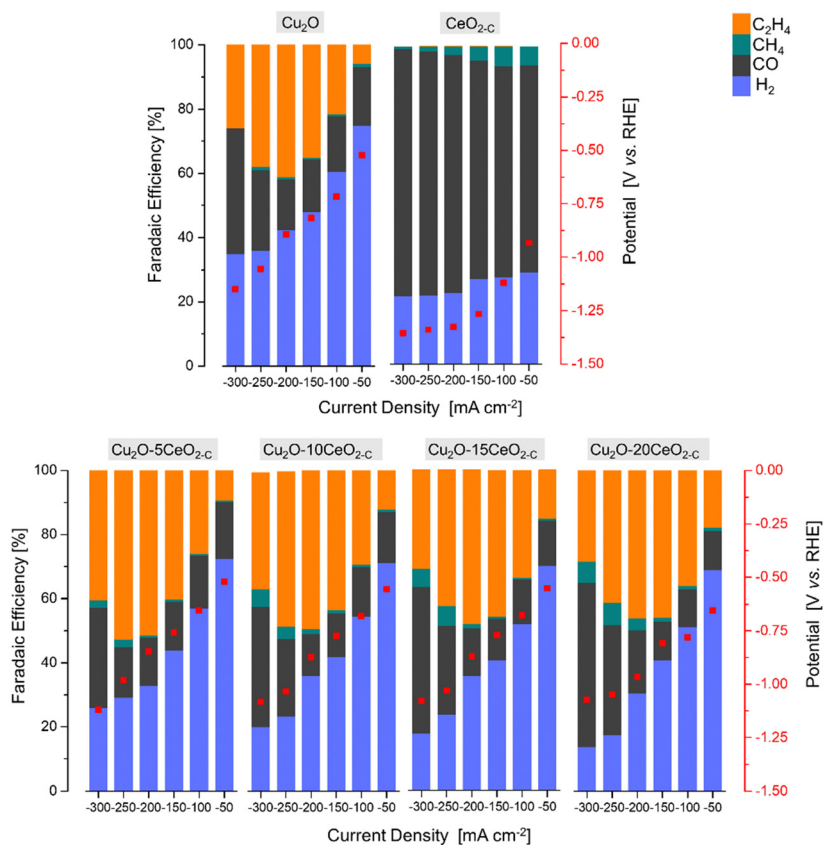 Cu₂O CeO₂₋C
C₂H₄
CH₄
CO
H₂
Faradaic Efficiency [%]
100
80
60
40
20
0
0.00
-0.25
-0.50
-0.75
-1.00
-1.25
-1.50
Potential [V vs. RHE]
-300 -250 -200 -150 -100 -50 -300 -250 -200 -150 -100 -50
Current Density [mA cm⁻²]
Cu₂O-5CeO₂₋C Cu₂O-10CeO₂₋C Cu₂O-15CeO₂₋C Cu₂O-20CeO₂₋C
Faradaic Efficiency [%]
100
80
60
40
20
0
0.00
-0.25
-0.50
-0.75
-1.00
-1.25
-1.50
Potential [V vs. RHE]
-300 -250 -200 -150 -100 -50 -300 -250 -200 -150 -100 -50 -300 -250 -200 -150 -100 -50 -300 -250 -200 -150 -100 -50
Current Density [mA cm⁻²]